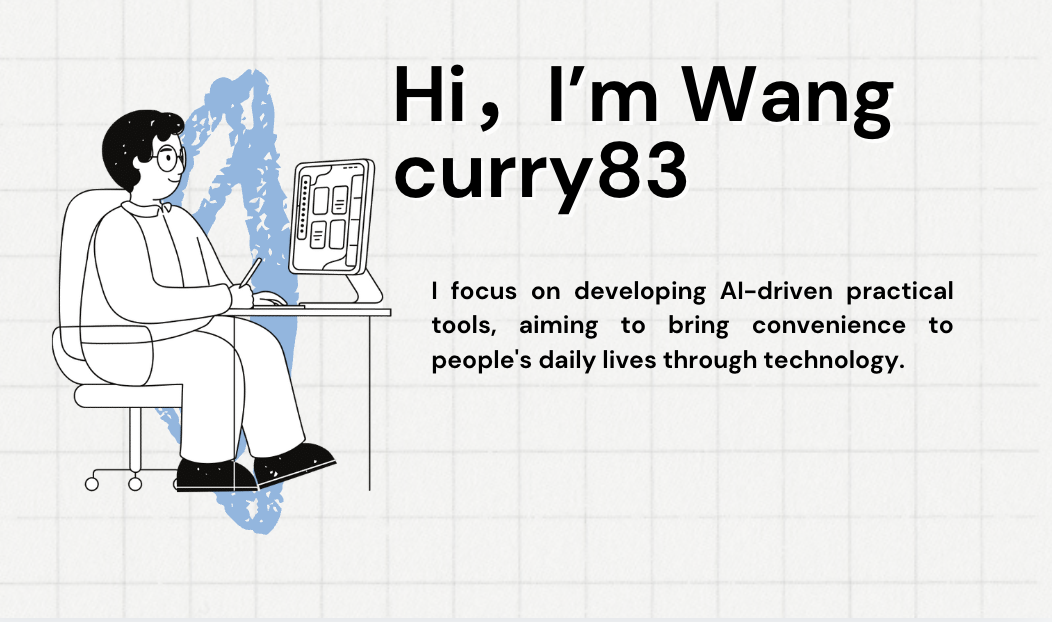 Hi，I’m Wang
curry83
I focus on developing AI-driven practical
tools, aiming to bring convenience to
people's daily lives through technology.